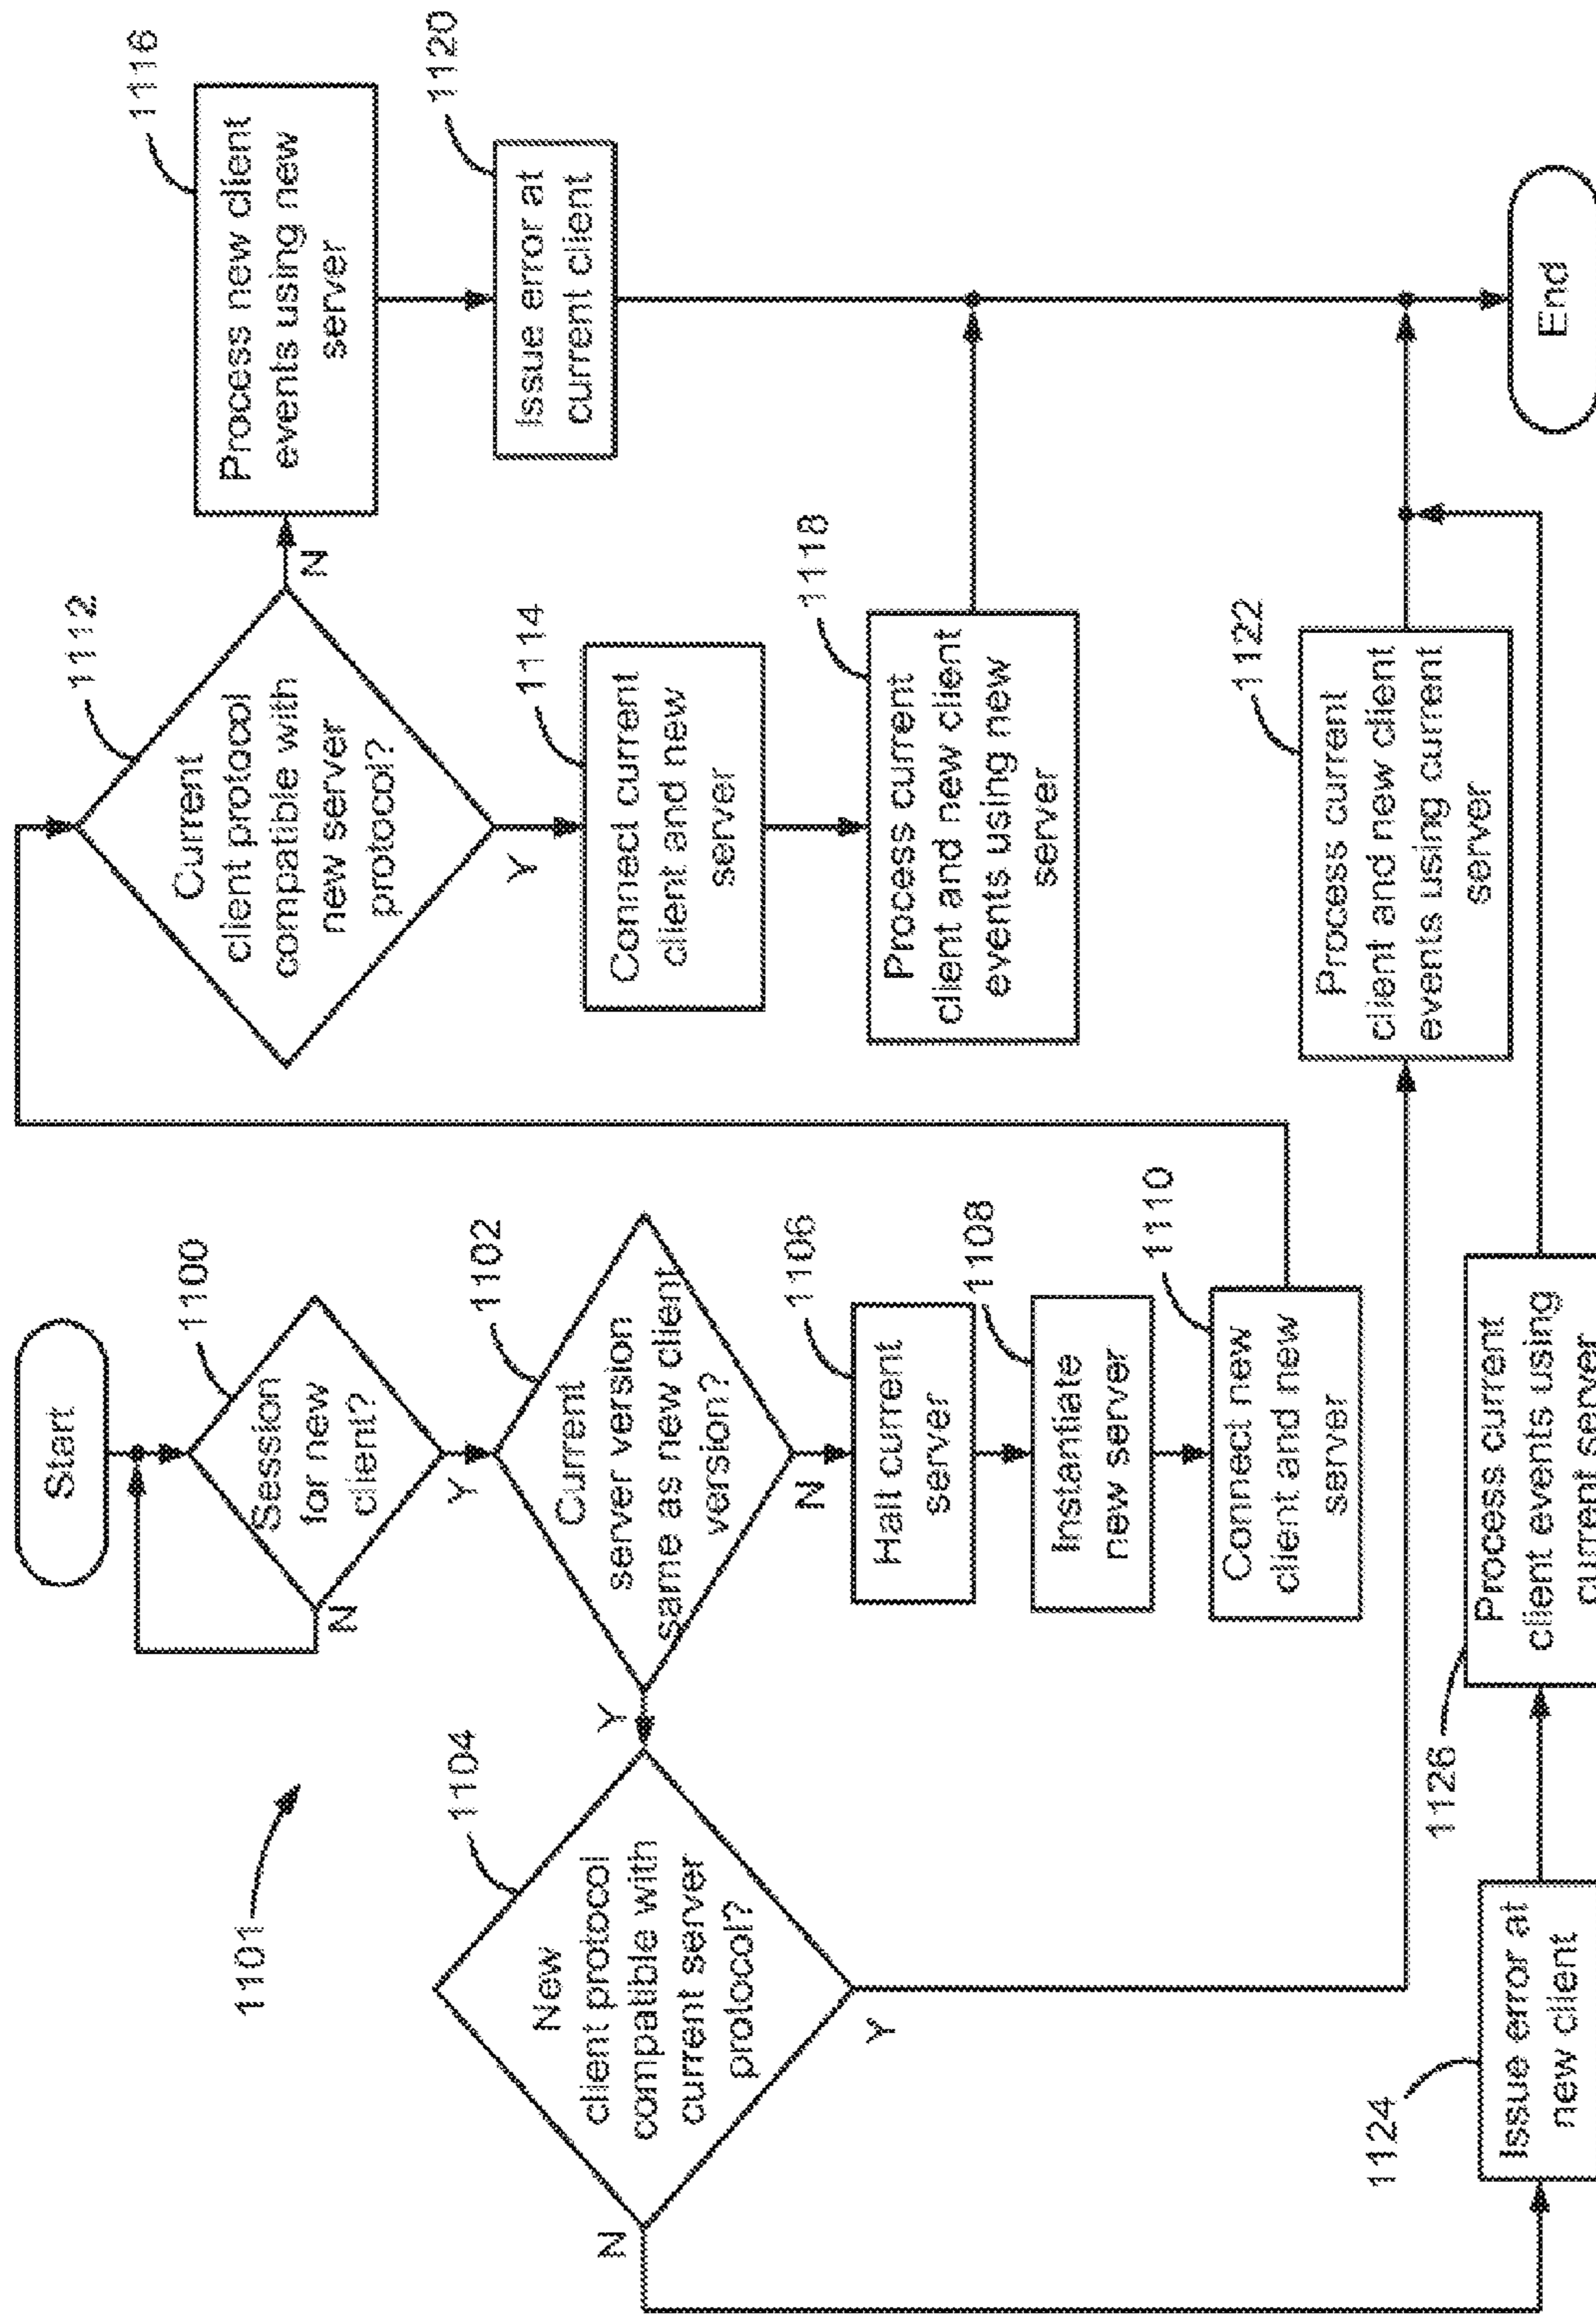 Start
1100
Session
for new
client?
N
Y
1101
1102
Current
server version
same as new client
version?
Y
N
1104
New
client protocol
compatible with
current server
protocol?
N
Y
1106
Halt current
server
1108
Instantiate
new server
1110
Connect new
client and new
server
1112
Current
client protocol
compatible with
new server
protocol?
N
Y
1114
Connect current
client and new
server
1116
Process new client
events using new
server
1118
Process current
client and new client
events using new
server
1120
Issue error at
current client
1122
Process current
client and new client
events using current
server
1124
Issue error at
new client
1126
Process current
client events using
current server
End